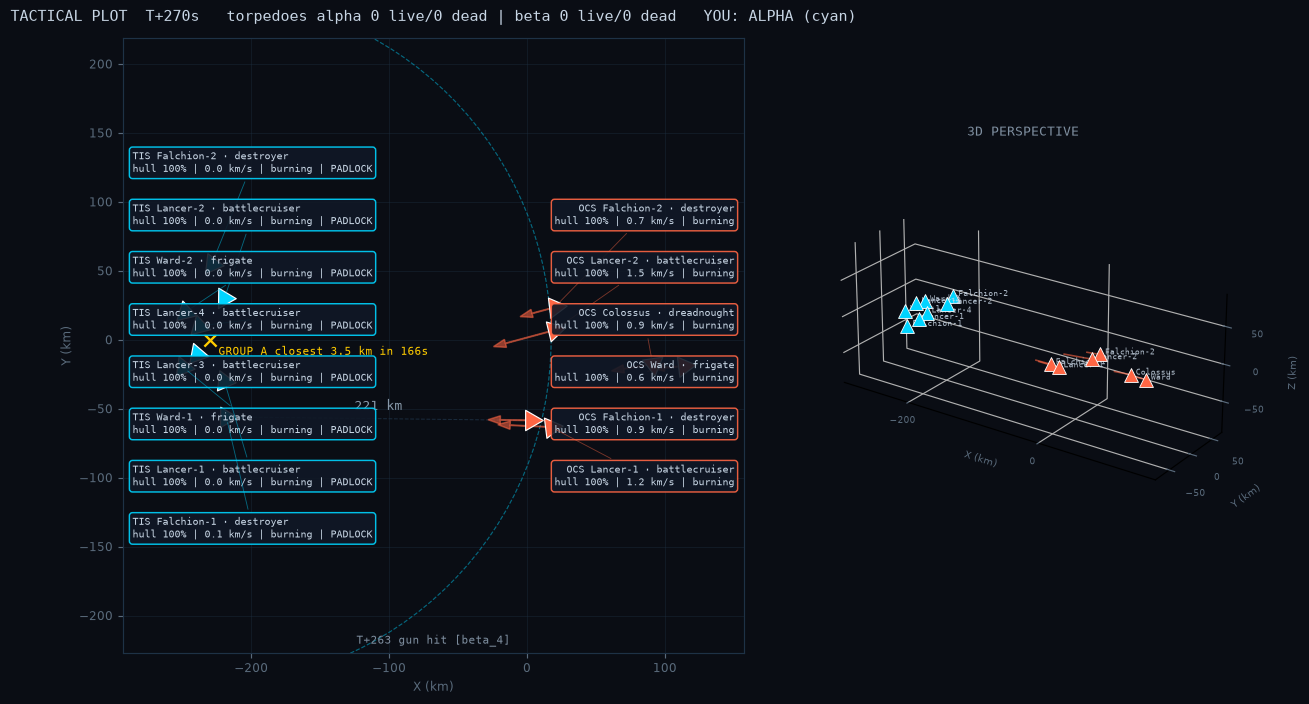 TACTICAL PLOT  T+270s   torpedoes alpha 0 live/0 dead | beta 0 live/0 dead   YOU: ALPHA (cyan)
3D PERSPECTIVE
200
150
100
50
0
−50
−100
−150
−200
Y (km)
−200
−100
0
100
X (km)
TIS Falchion-2 · destroyer
hull 100% | 0.0 km/s | burning | PADLOCK
TIS Lancer-2 · battlecruiser
hull 100% | 0.0 km/s | burning | PADLOCK
TIS Ward-2 · frigate
hull 100% | 0.0 km/s | burning | PADLOCK
TIS Lancer-4 · battlecruiser
hull 100% | 0.0 km/s | burning | PADLOCK
GROUP A closest 3.5 km in 166s
TIS Lancer-3 · battlecruiser
hull 100% | 0.0 km/s | burning | PADLOCK
221 km
TIS Ward-1 · frigate
hull 100% | 0.0 km/s | burning | PADLOCK
TIS Lancer-1 · battlecruiser
hull 100% | 0.0 km/s | burning | PADLOCK
TIS Falchion-1 · destroyer
hull 100% | 0.1 km/s | burning | PADLOCK
OCS Falchion-2 · destroyer
hull 100% | 0.7 km/s | burning
OCS Lancer-2 · battlecruiser
hull 100% | 1.5 km/s | burning
OCS Colossus · dreadnought
hull 100% | 0.9 km/s | burning
OCS Ward · frigate
hull 100% | 0.6 km/s | burning
OCS Falchion-1 · destroyer
hull 100% | 0.9 km/s | burning
OCS Lancer-1 · battlecruiser
hull 100% | 1.2 km/s | burning
T+263 gun hit [beta_4]
Falchion-2
Falchion-2
Colossus
Ward
−200
0
X (km)
−50
0
50
Y (km)
50
0
−50
Z (km)